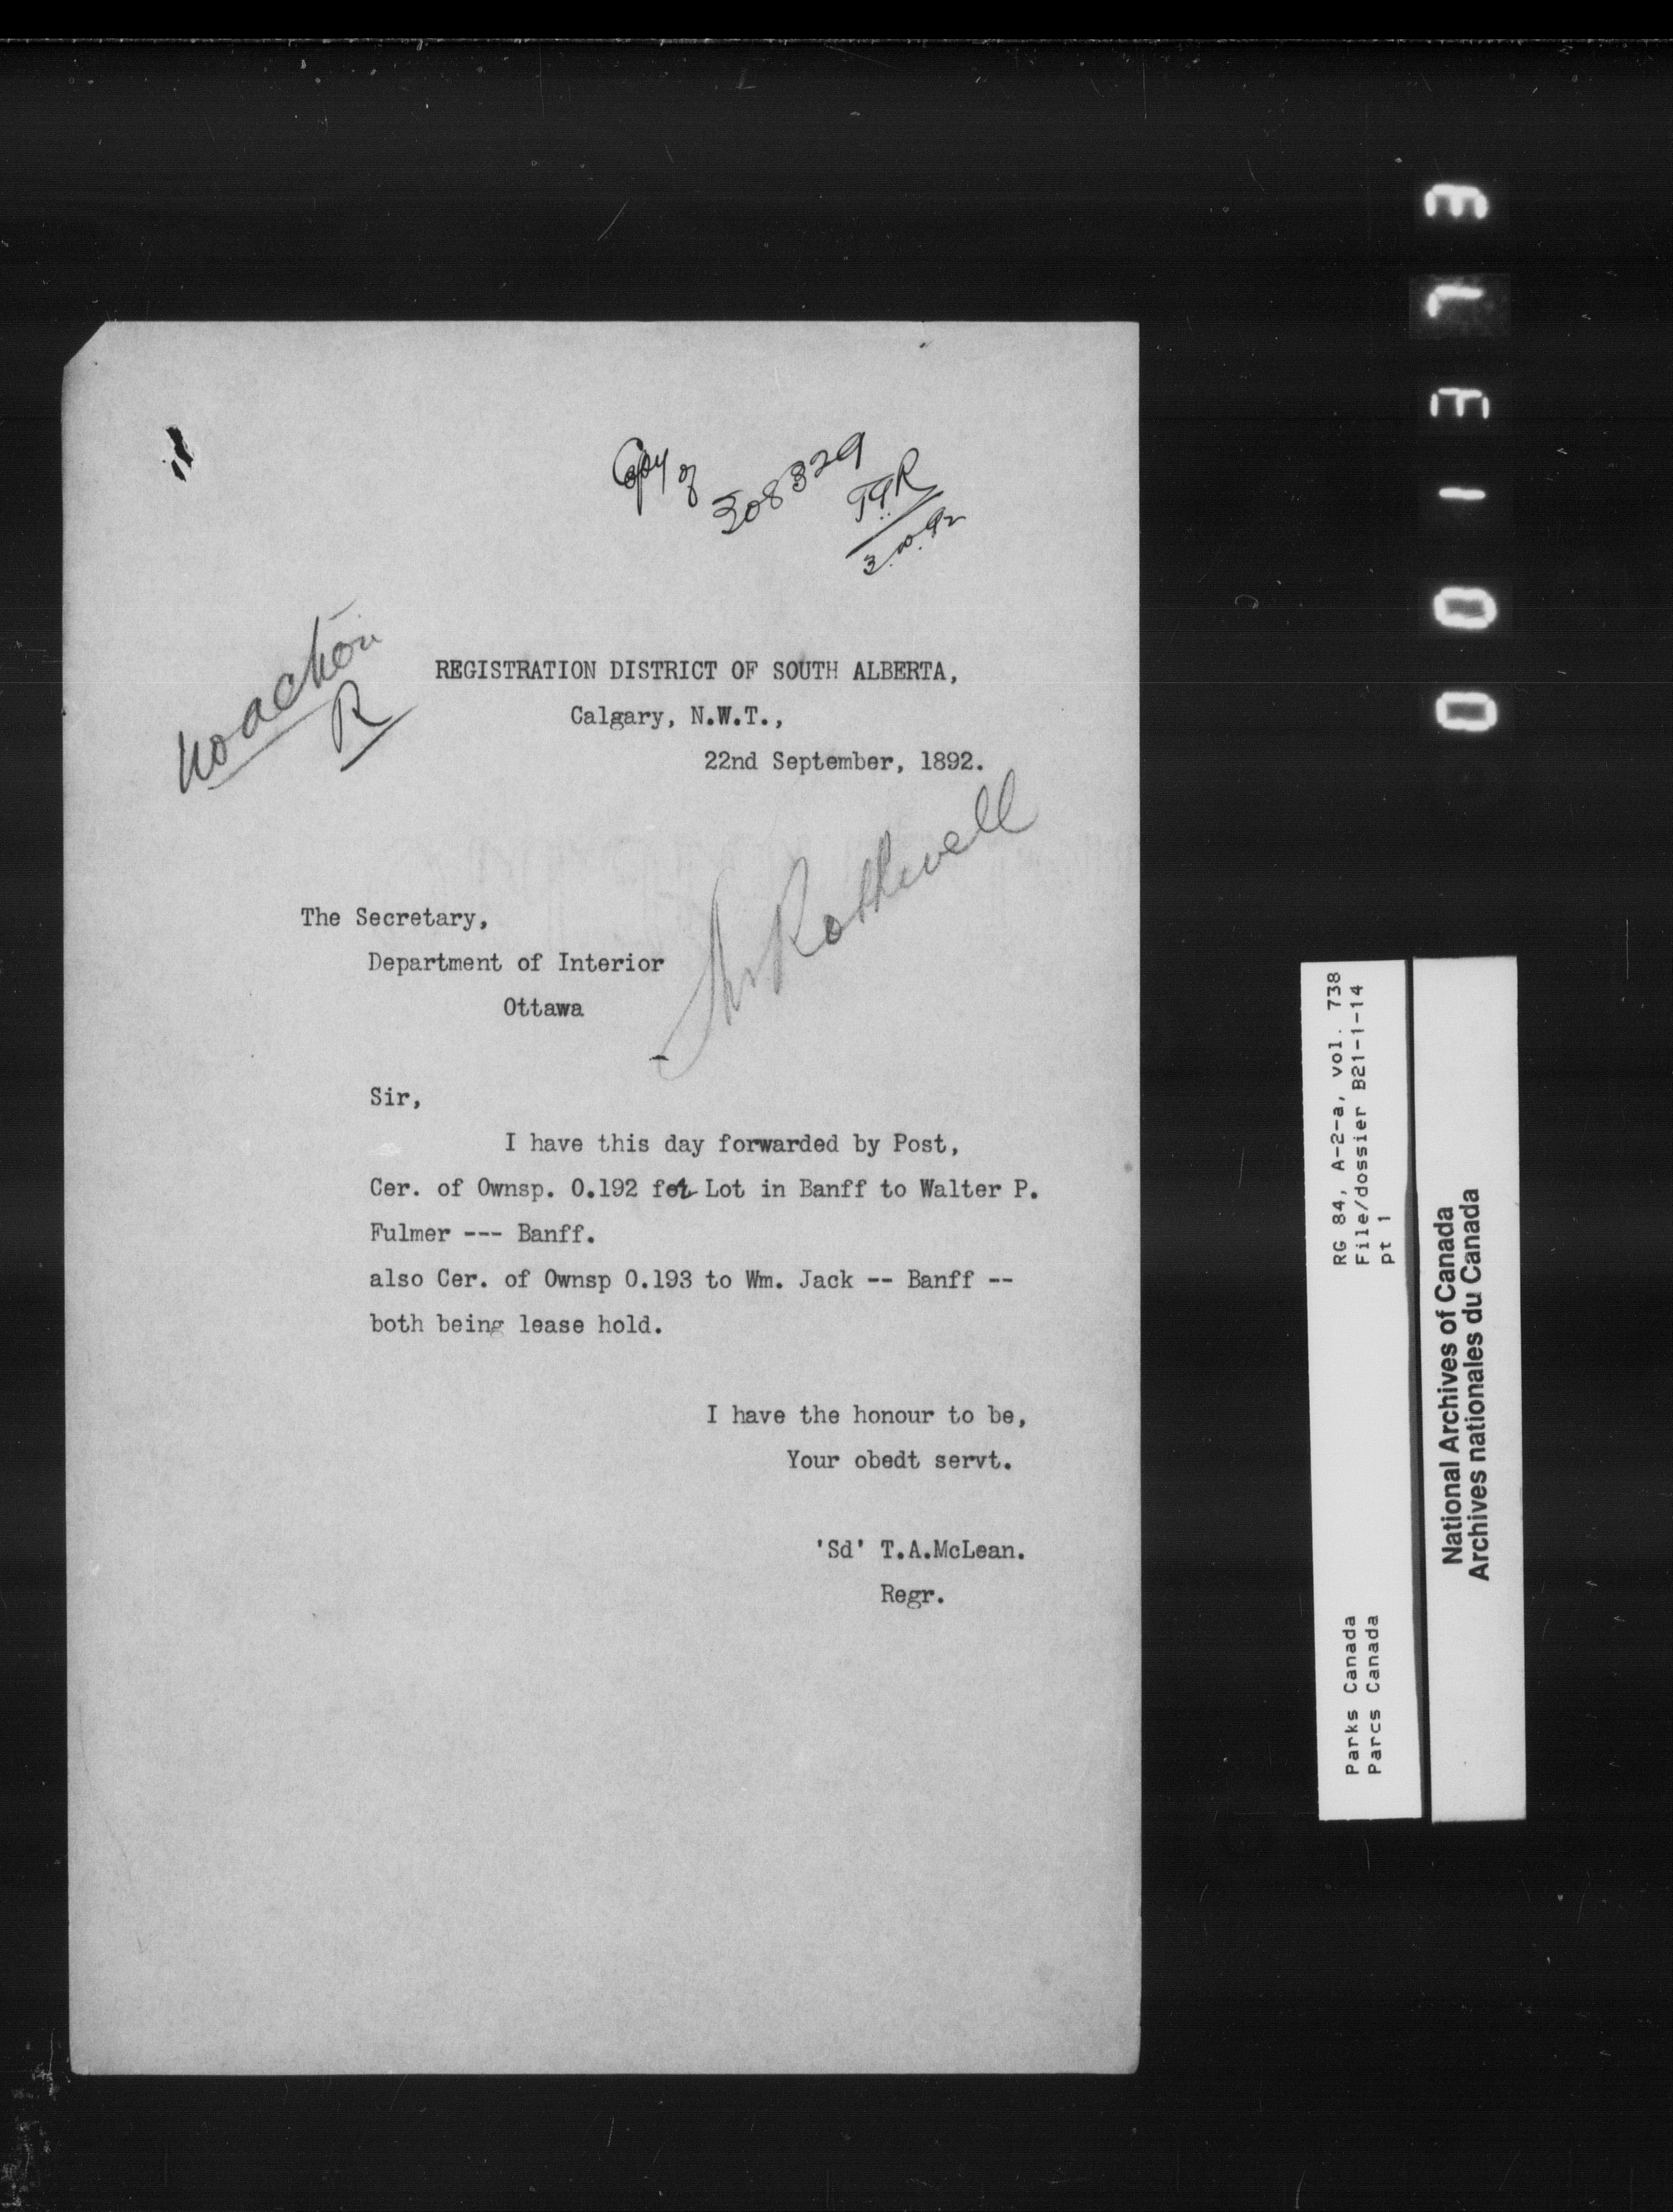 Copy of
308329
3.10.92
no action
R
REGISTRATION DISTRICT OF SOUTH ALBERTA,
Calgary, N.W.T.,
22nd September, 1892.
Mr Rothwell
The Secretary,
Department of Interior
Ottawa
Sir,
I have this day forwarded by Post,
Cer. of Ownsp. 0.192 for Lot in Banff to Walter P.
Fulmer --- Banff.
also Cer. of Ownsp 0.193 to Wm. Jack -- Banff --
both being lease hold.
I have the honour to be,
Your obedt servt.
'Sd' T.A.McLean.
Regr.
RG 84, A-2-a, vol. 738
File/dossier B21-1-14
pt 1
Parks Canada
Parcs Canada
National Archives of Canada
Archives nationales du Canada